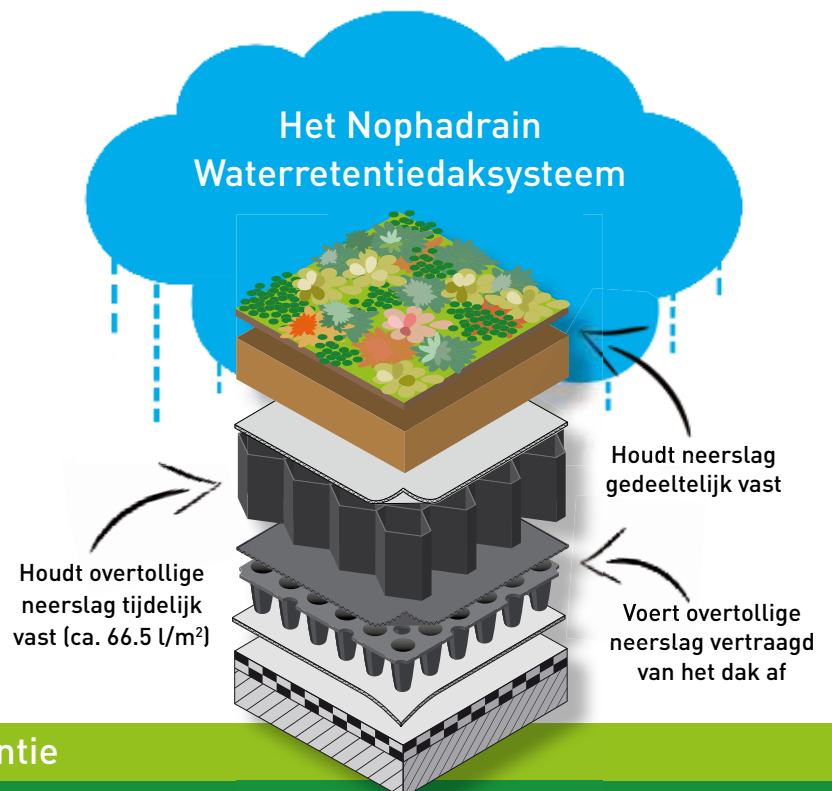 Het Nophadrain
Waterretentiedaksysteem
Houdt neerslag
gedeeltelijk vast
Houdt overtollige
neerslag tijdelijk
vast (ca. 66.5 l/m²)
Voert overtollige
neerslag vertraagd
van het dak af
ntie